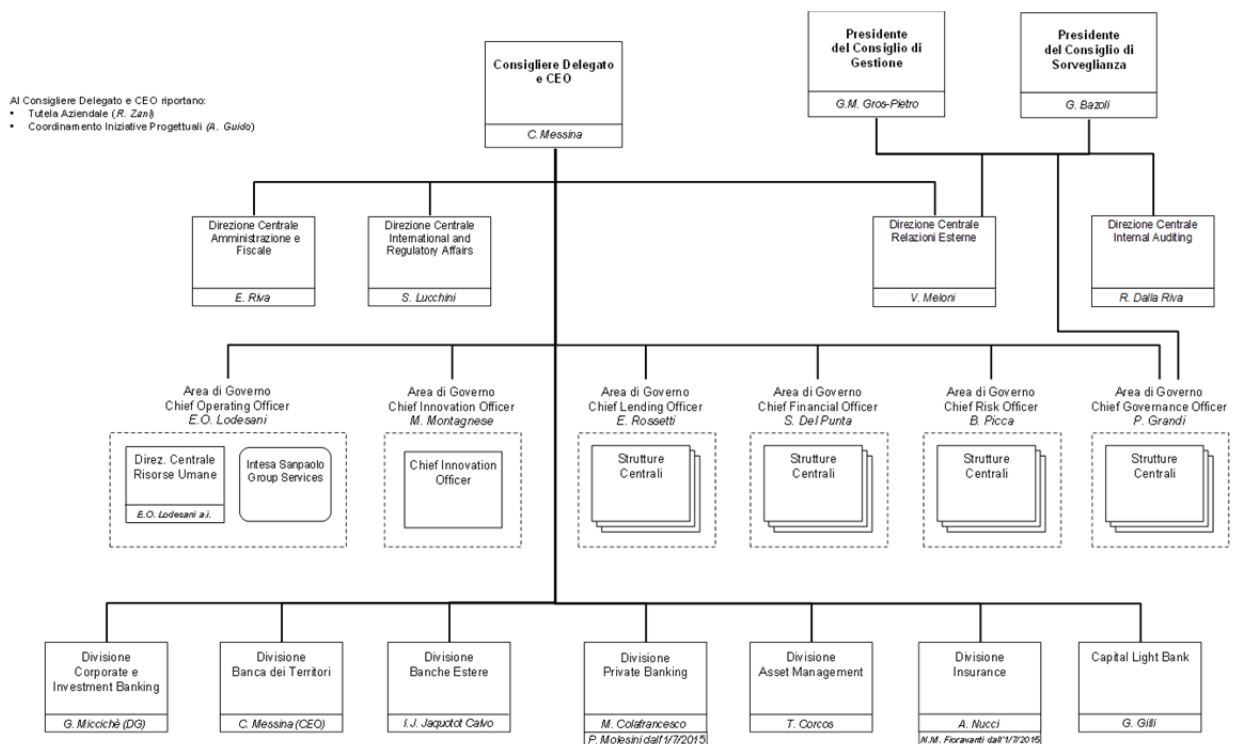 Presidente
del Consiglio di
Gestione
G.M. Gros-Pietro
Presidente
del Consiglio di
Sorveglianza
G. Bazoli
Consigliere Delegato
e CEO
C. Messina
Al Consigliere Delegato e CEO riportano:
▪ Tutela Aziendale (R. Zani)
▪ Coordinamento Iniziative Progettuali (A. Guido)
Direzione Centrale
Amministrazione e
Fiscale
E. Riva
Direzione Centrale
International and
Regulatory Affairs
S. Lucchini
Direzione Centrale
Relazioni Esterne
V. Meloni
Direzione Centrale
Internal Auditing
R. Dalla Riva
Area di Governo
Chief Operating Officer
E.O. Lodesani
Direz. Centrale
Risorse Umane
E.O. Lodesani a.i.
Intesa Sanpaolo
Group Services
Area di Governo
Chief Innovation Officer
M. Montagnese
Chief Innovation
Officer
Area di Governo
Chief Lending Officer
E. Rossetti
Strutture
Centrali
Area di Governo
Chief Financial Officer
S. Del Punta
Strutture
Centrali
Area di Governo
Chief Risk Officer
B. Picca
Strutture
Centrali
Area di Governo
Chief Governance Officer
P. Grandi
Strutture
Centrali
Divisione
Corporate e
Investment Banking
G. Miccichè (DG)
Divisione
Banca dei Territori
C. Messina (CEO)
Divisione
Banche Estere
I.J. Jaquotot Calvo
Divisione
Private Banking
M. Colafrancesco
P. Molesini dall'1/7/2015
Divisione
Asset Management
T. Corcos
Divisione
Insurance
A. Nucci
N.M. Fioravanti dall'1/7/2015
Capital Light Bank
G. Gilli